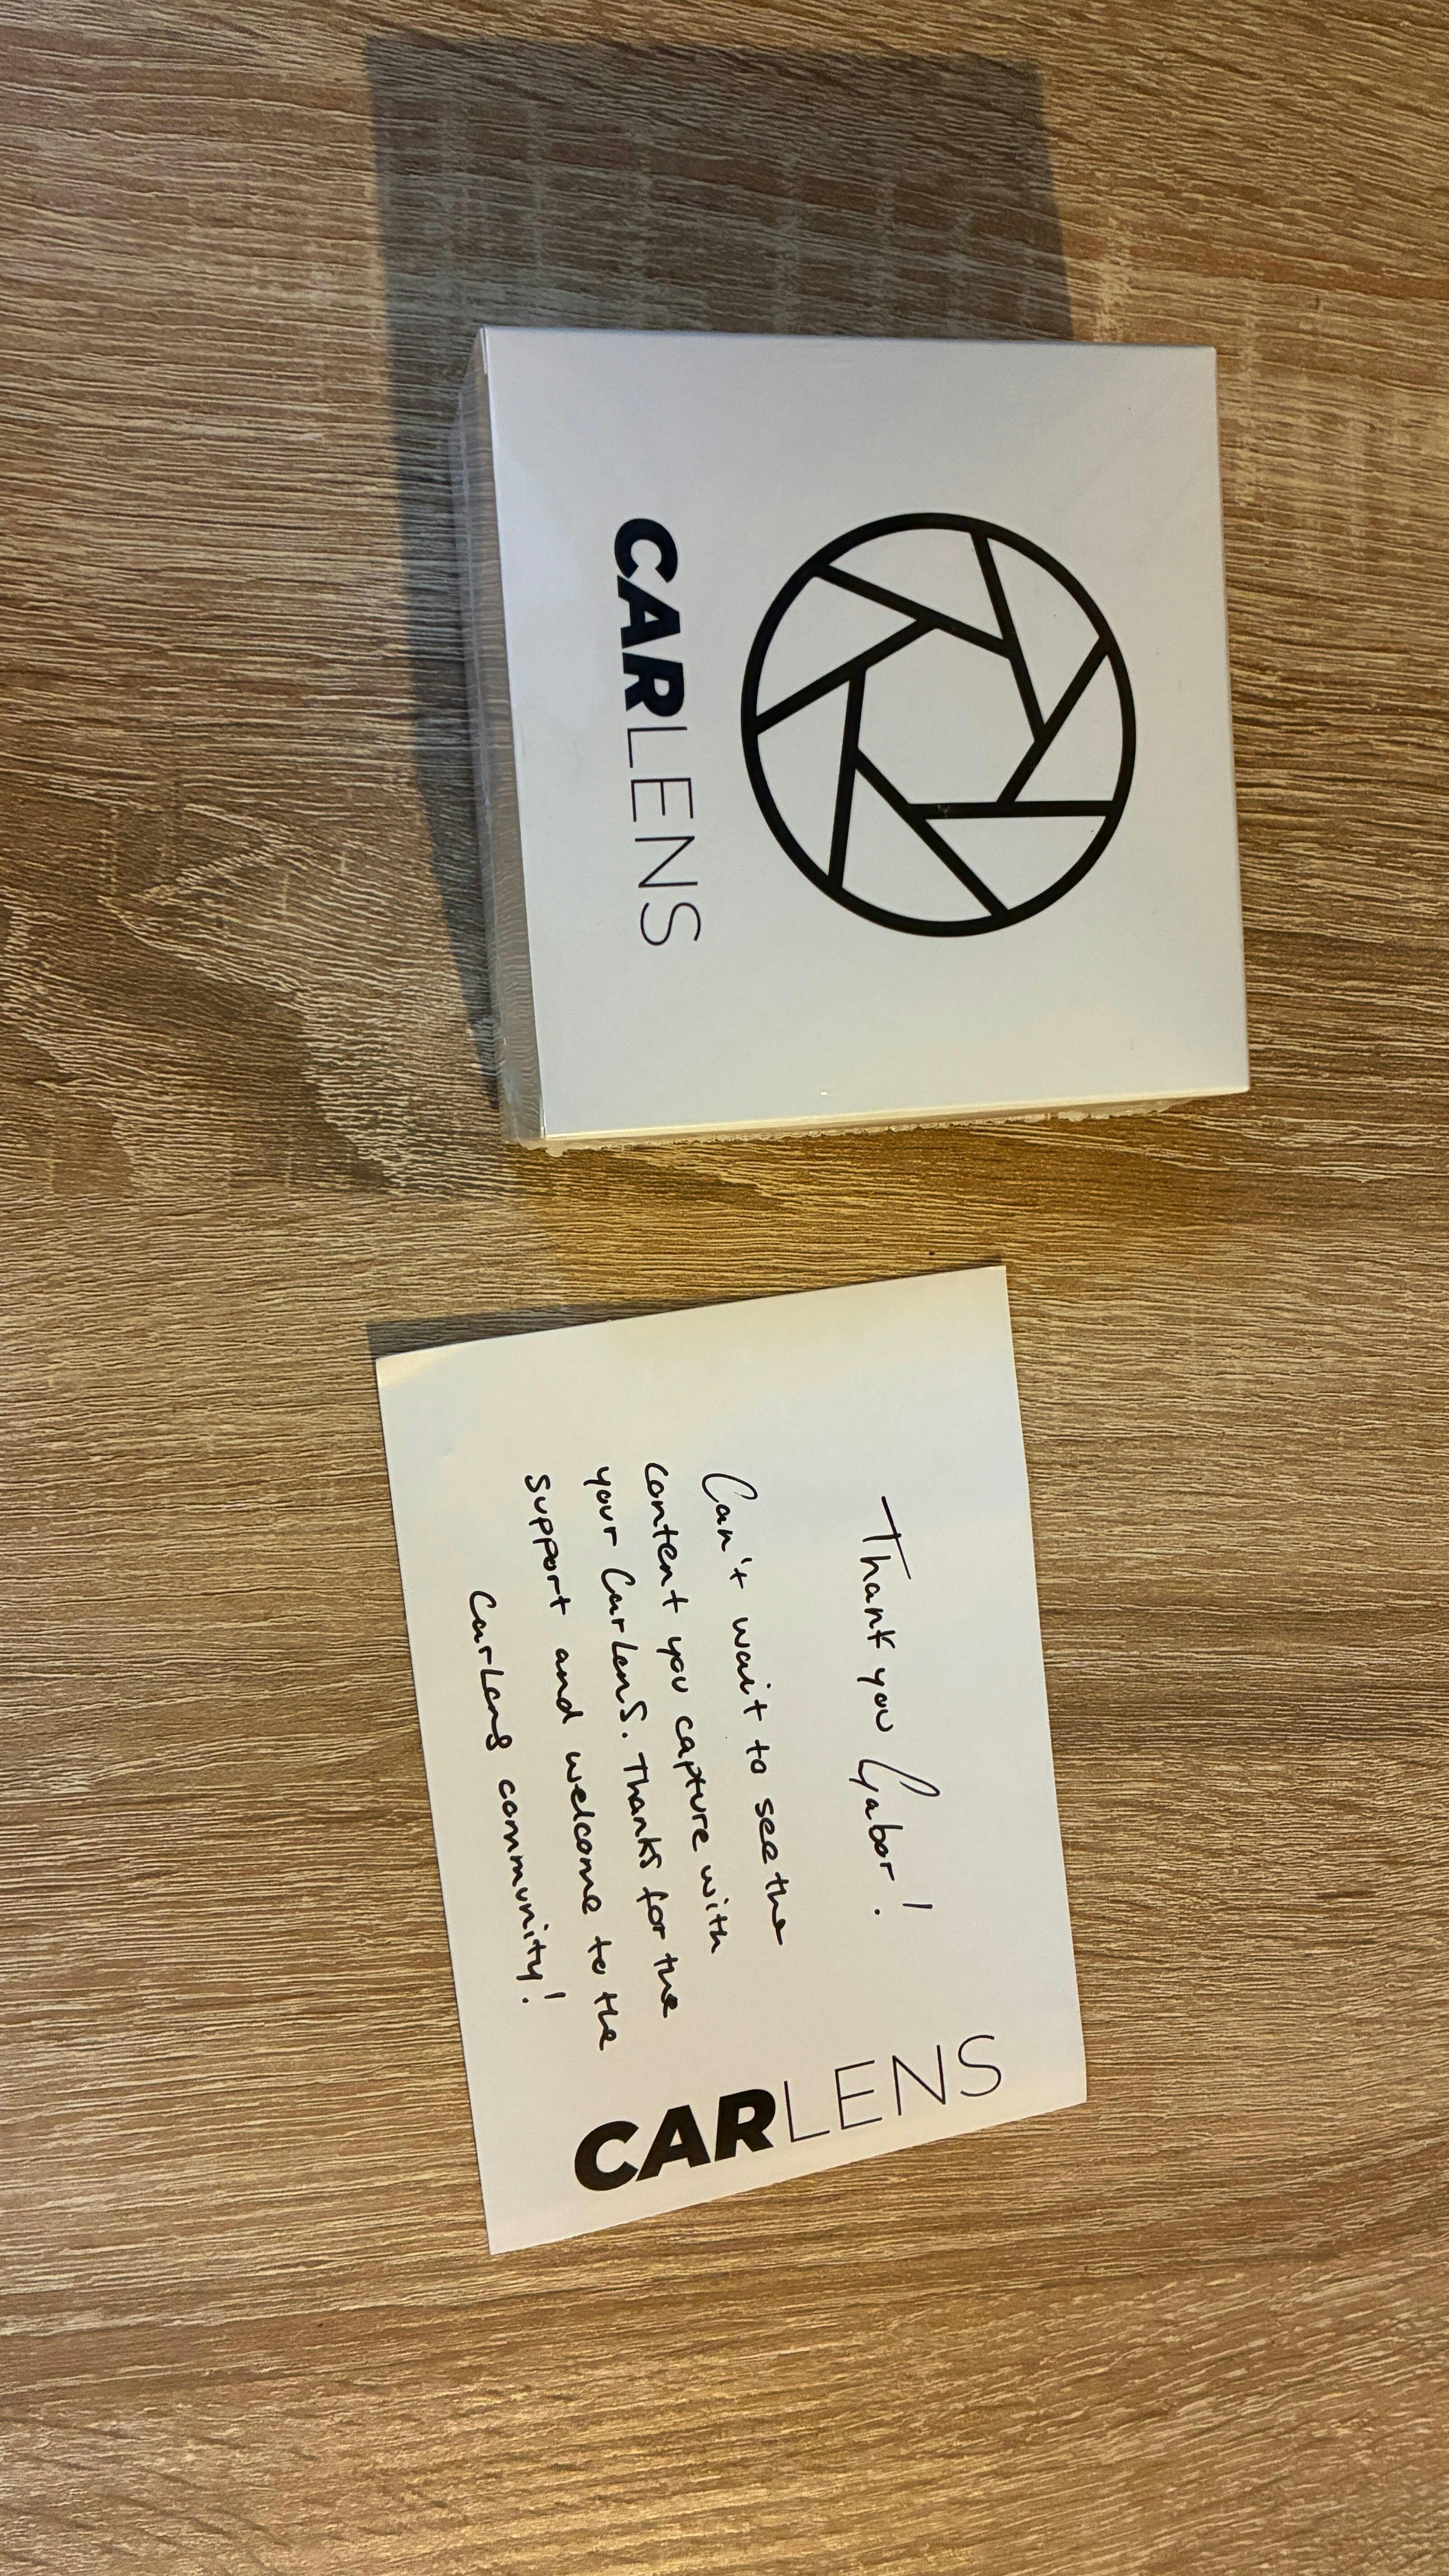 CARLENS
Thank you Gabor!
Can't wait to see the
content you capture with
your CarLens. Thanks for the
support and welcome to the
CarLens community!
CARLENS